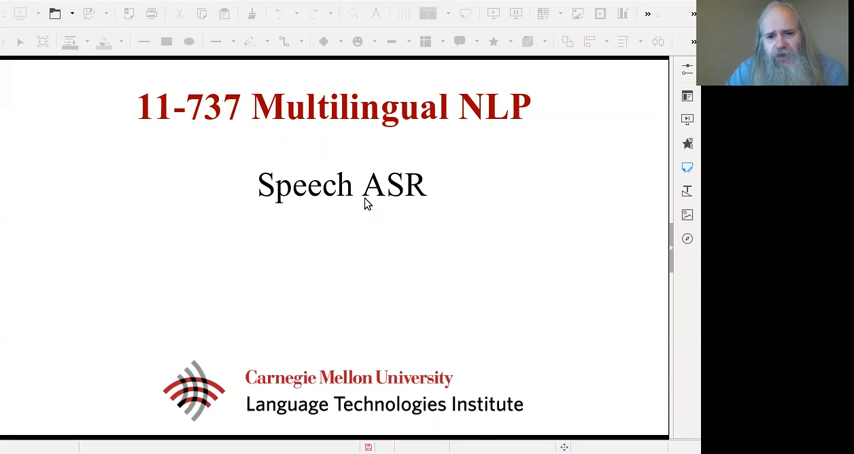 11-737 Multilingual NLP
Speech ASR
Carnegie Mellon University
Language Technologies Institute